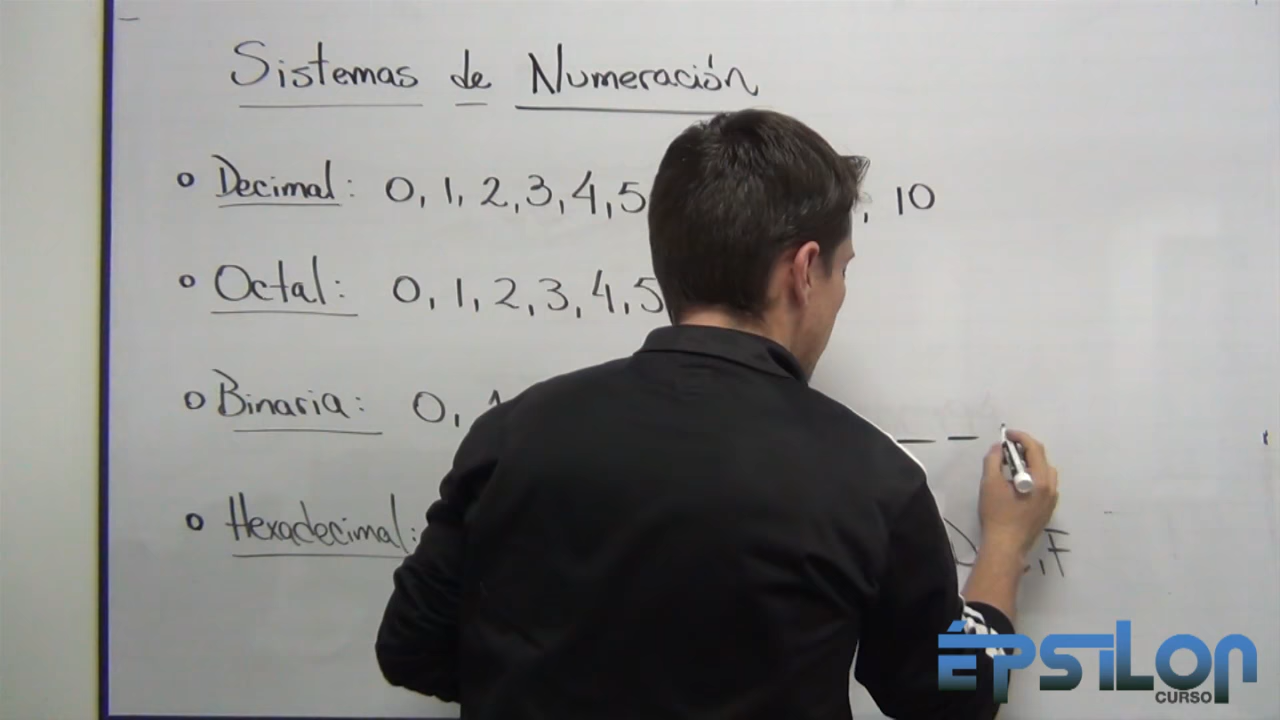 Sistemas de Numeración
Decimal: 0, 1, 2, 3, 4, 5 , 10
Octal: 0, 1, 2, 3, 4, 5
Binaria: 0,
Hexadecimal: , F
ÉPSILON
CURSO